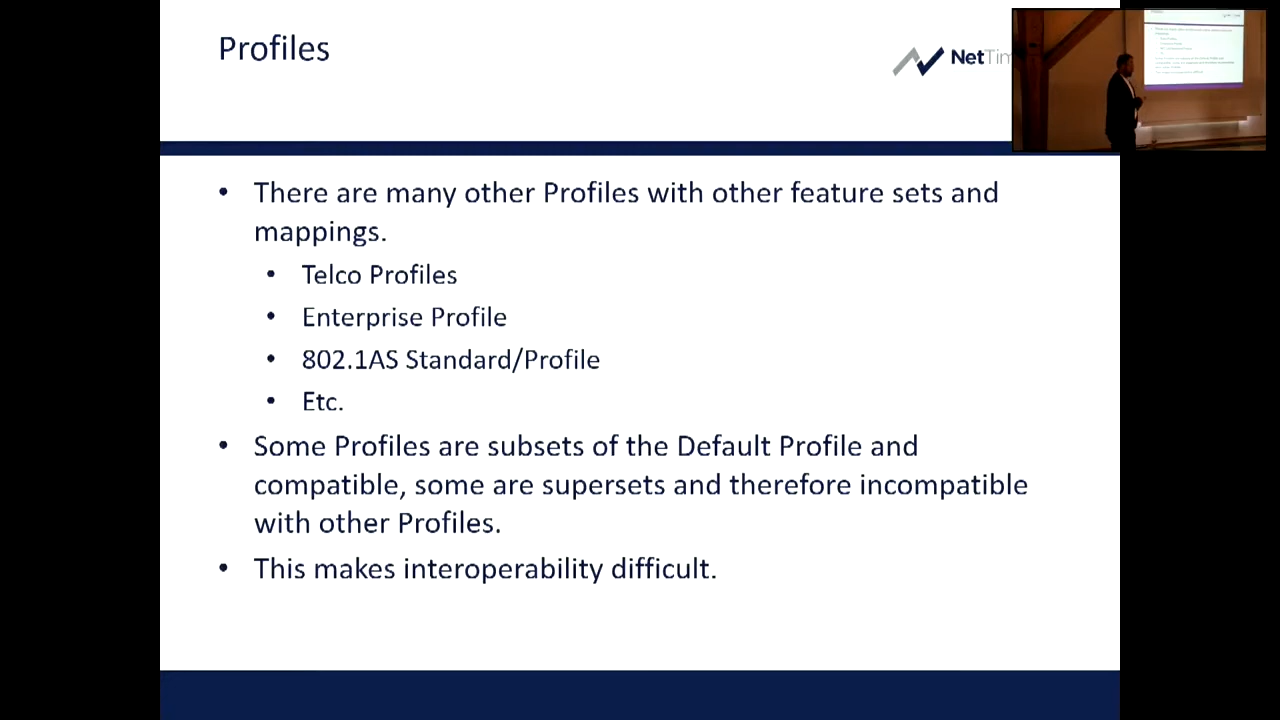 Profiles
NetTim
• There are many other Profiles with other feature sets and
mappings.
• Telco Profiles
• Enterprise Profile
• 802.1AS Standard/Profile
• Etc.
• Some Profiles are subsets of the Default Profile and
compatible, some are supersets and therefore incompatible
with other Profiles.
• This makes interoperability difficult.